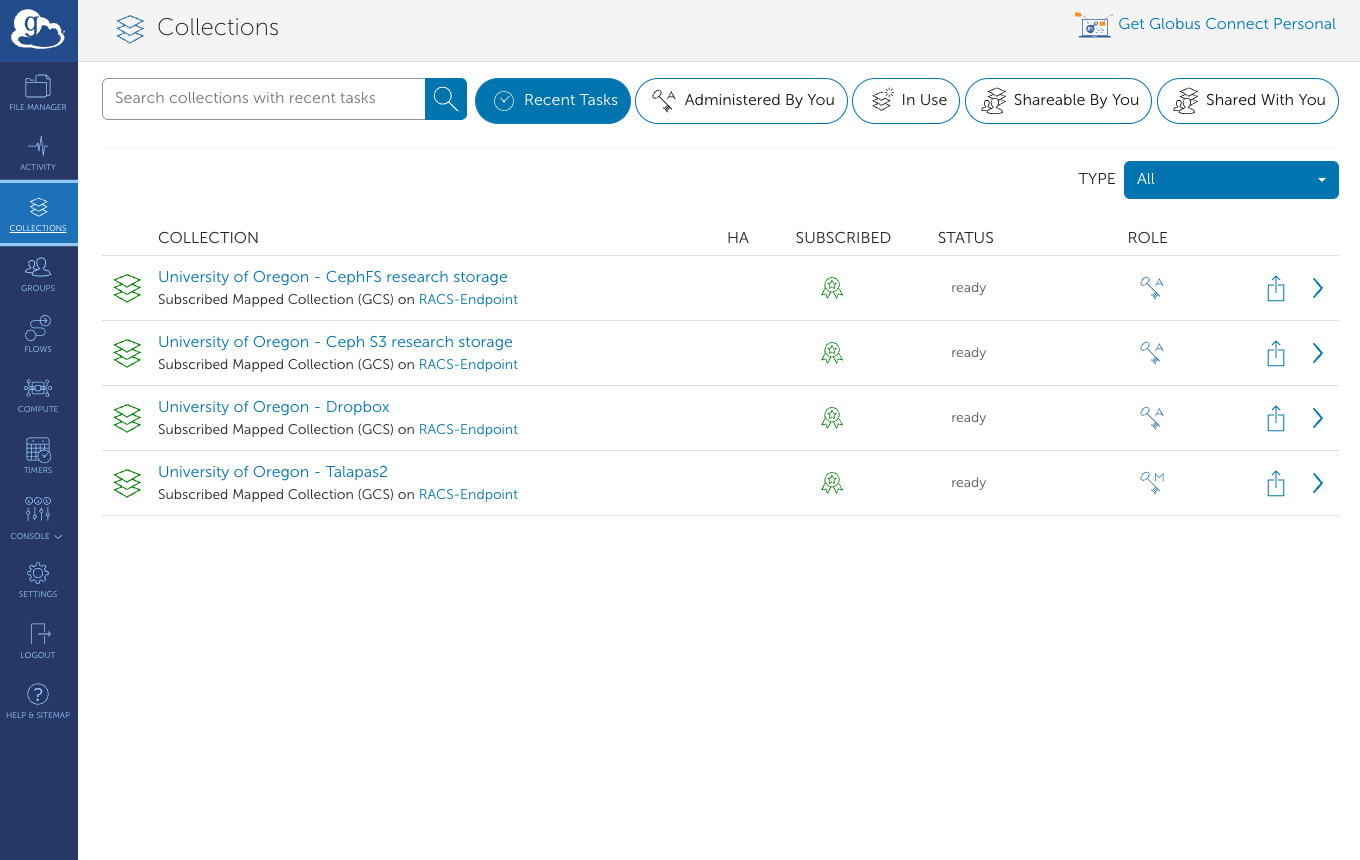 g
Collections
Get Globus Connect Personal
FILE MANAGER
ACTIVITY
COLLECTIONS
GROUPS
FLOWS
COMPUTE
TIMERS
CONSOLE
SETTINGS
LOGOUT
?
HELP & SITEMAP
Search collections with recent tasks
Recent Tasks
A
Administered By You
In Use
Shareable By You
Shared With You
TYPE
All
COLLECTION HA SUBSCRIBED STATUS ROLE
University of Oregon - CephFS research storage
Subscribed Mapped Collection (GCS) on RACS-Endpoint
ready
A
University of Oregon - Ceph S3 research storage
Subscribed Mapped Collection (GCS) on RACS-Endpoint
ready
A
University of Oregon - Dropbox
Subscribed Mapped Collection (GCS) on RACS-Endpoint
ready
A
University of Oregon - Talapas2
Subscribed Mapped Collection (GCS) on RACS-Endpoint
ready
M